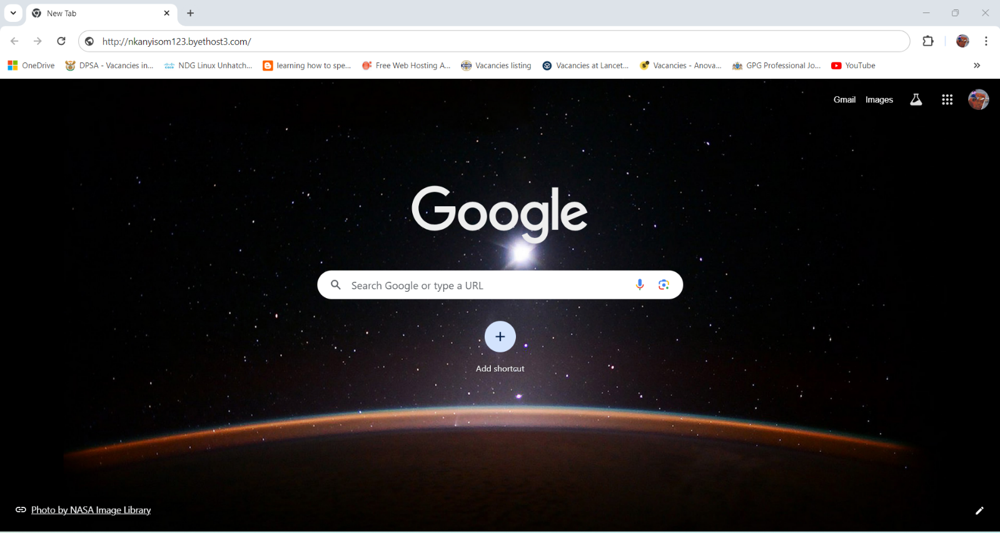 New Tab
http://nkanyisom123.byethost3.com/
OneDrive
DPSA - Vacancies in...
NDG Linux Unhatch...
learning how to spe...
Free Web Hosting A...
Vacancies listing
Vacancies at Lancet...
Vacancies - Anova...
GPG Professional Jo...
YouTube
Gmail
Images
Google
Search Google or type a URL
Add shortcut
Photo by NASA Image Library